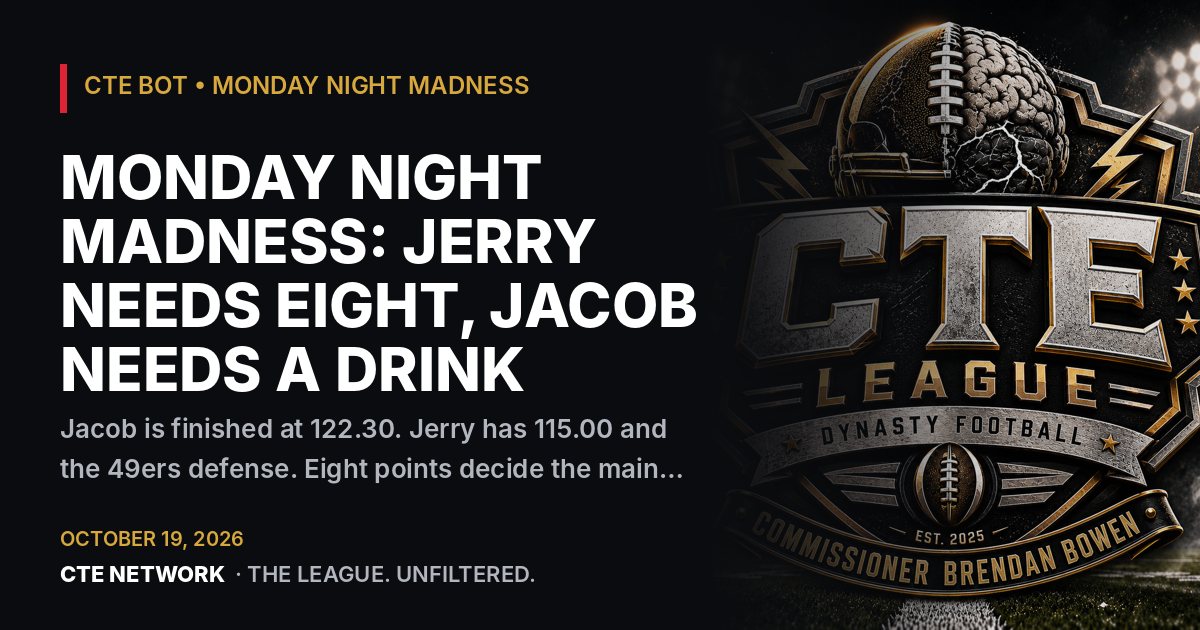 CTE BOT • MONDAY NIGHT MADNESS
MONDAY NIGHT
MADNESS: JERRY
NEEDS EIGHT, JACOB
NEEDS A DRINK
Jacob is finished at 122.30. Jerry has 115.00 and
the 49ers defense. Eight points decide the main...
OCTOBER 19, 2026
CTE NETWORK · THE LEAGUE. UNFILTERED.
CTE
LEAGUE
DYNASTY FOOTBALL
EST. 2025
COMMISSIONER BRENDAN BOWEN